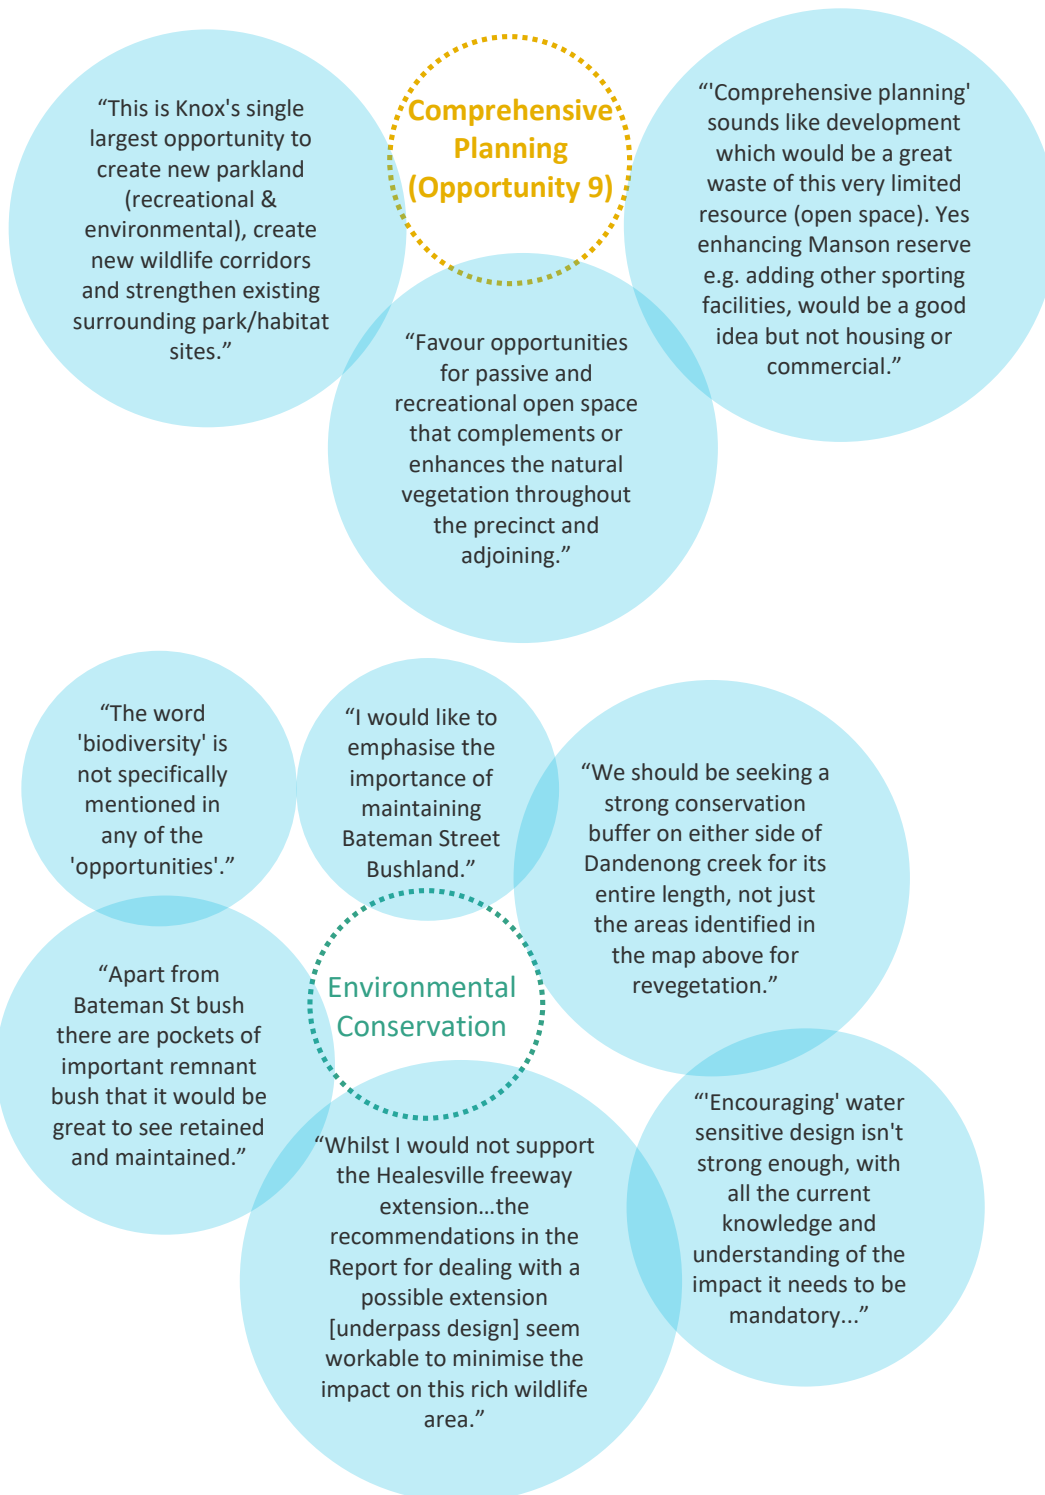 “This is Knox's single
largest opportunity to
create new parkland
(recreational &
environmental), create
new wildlife corridors
and strengthen existing
surrounding park/habitat
sites.”
Comprehensive
Planning
(Opportunity 9)
“'Comprehensive planning'
sounds like development
which would be a great
waste of this very limited
resource (open space). Yes
enhancing Manson reserve
e.g. adding other sporting
facilities, would be a good
idea but not housing or
commercial.”
“Favour opportunities
for passive and
recreational open space
that complements or
enhances the natural
vegetation throughout
the precinct and
adjoining.”
“The word
'biodiversity' is
not specifically
mentioned in
any of the
'opportunities'.”
“I would like to
emphasise the
importance of
maintaining
Bateman Street
Bushland.”
“We should be seeking a
strong conservation
buffer on either side of
Dandenong creek for its
entire length, not just
the areas identified in
the map above for
revegetation.”
“Apart from
Bateman St bush
there are pockets of
important remnant
bush that it would be
great to see retained
and maintained.”
Environmental
Conservation
“Whilst I would not support
the Healesville freeway
extension…the
recommendations in the
Report for dealing with a
possible extension
[underpass design] seem
workable to minimise the
impact on this rich wildlife
area.”
“'Encouraging' water
sensitive design isn't
strong enough, with
all the current
knowledge and
understanding of the
impact it needs to be
mandatory...”